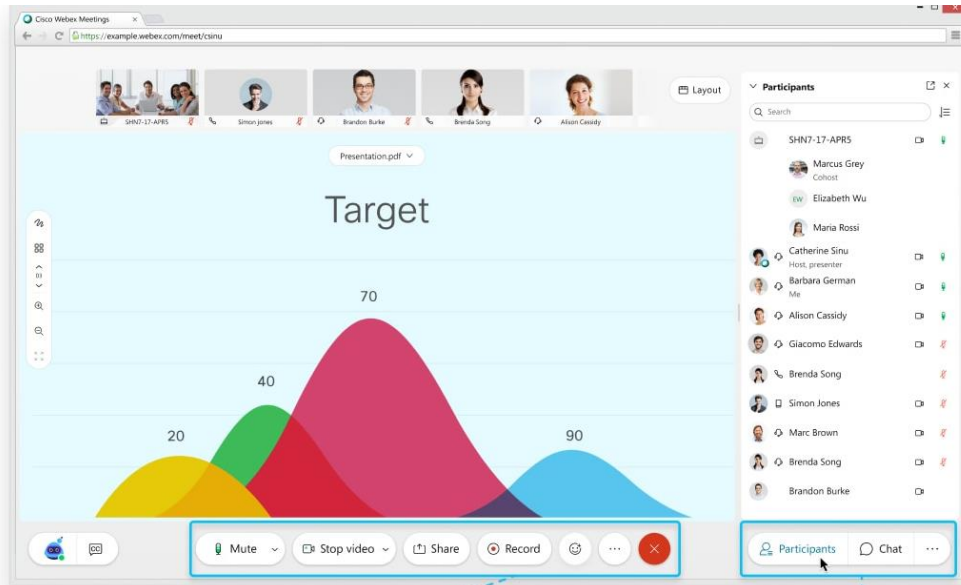 Cisco Webex Meetings
https://example.webex.com/meet/csinu
SHN7-17-APR5
Simon Jones
Brandon Burke
Brenda Song
Alison Cassidy
Layout
Presentation.pdf
Target
70
40
20
90
Participants
Search
SHN7-17-APR5
Marcus Grey
Cohost
EW Elizabeth Wu
Maria Rossi
Catherine Sinu
Host, presenter
Barbara German
Me
Alison Cassidy
Giacomo Edwards
Brenda Song
Simon Jones
Marc Brown
Brenda Song
Brandon Burke
CC
Mute
Stop video
Share
Record
Participants
Chat